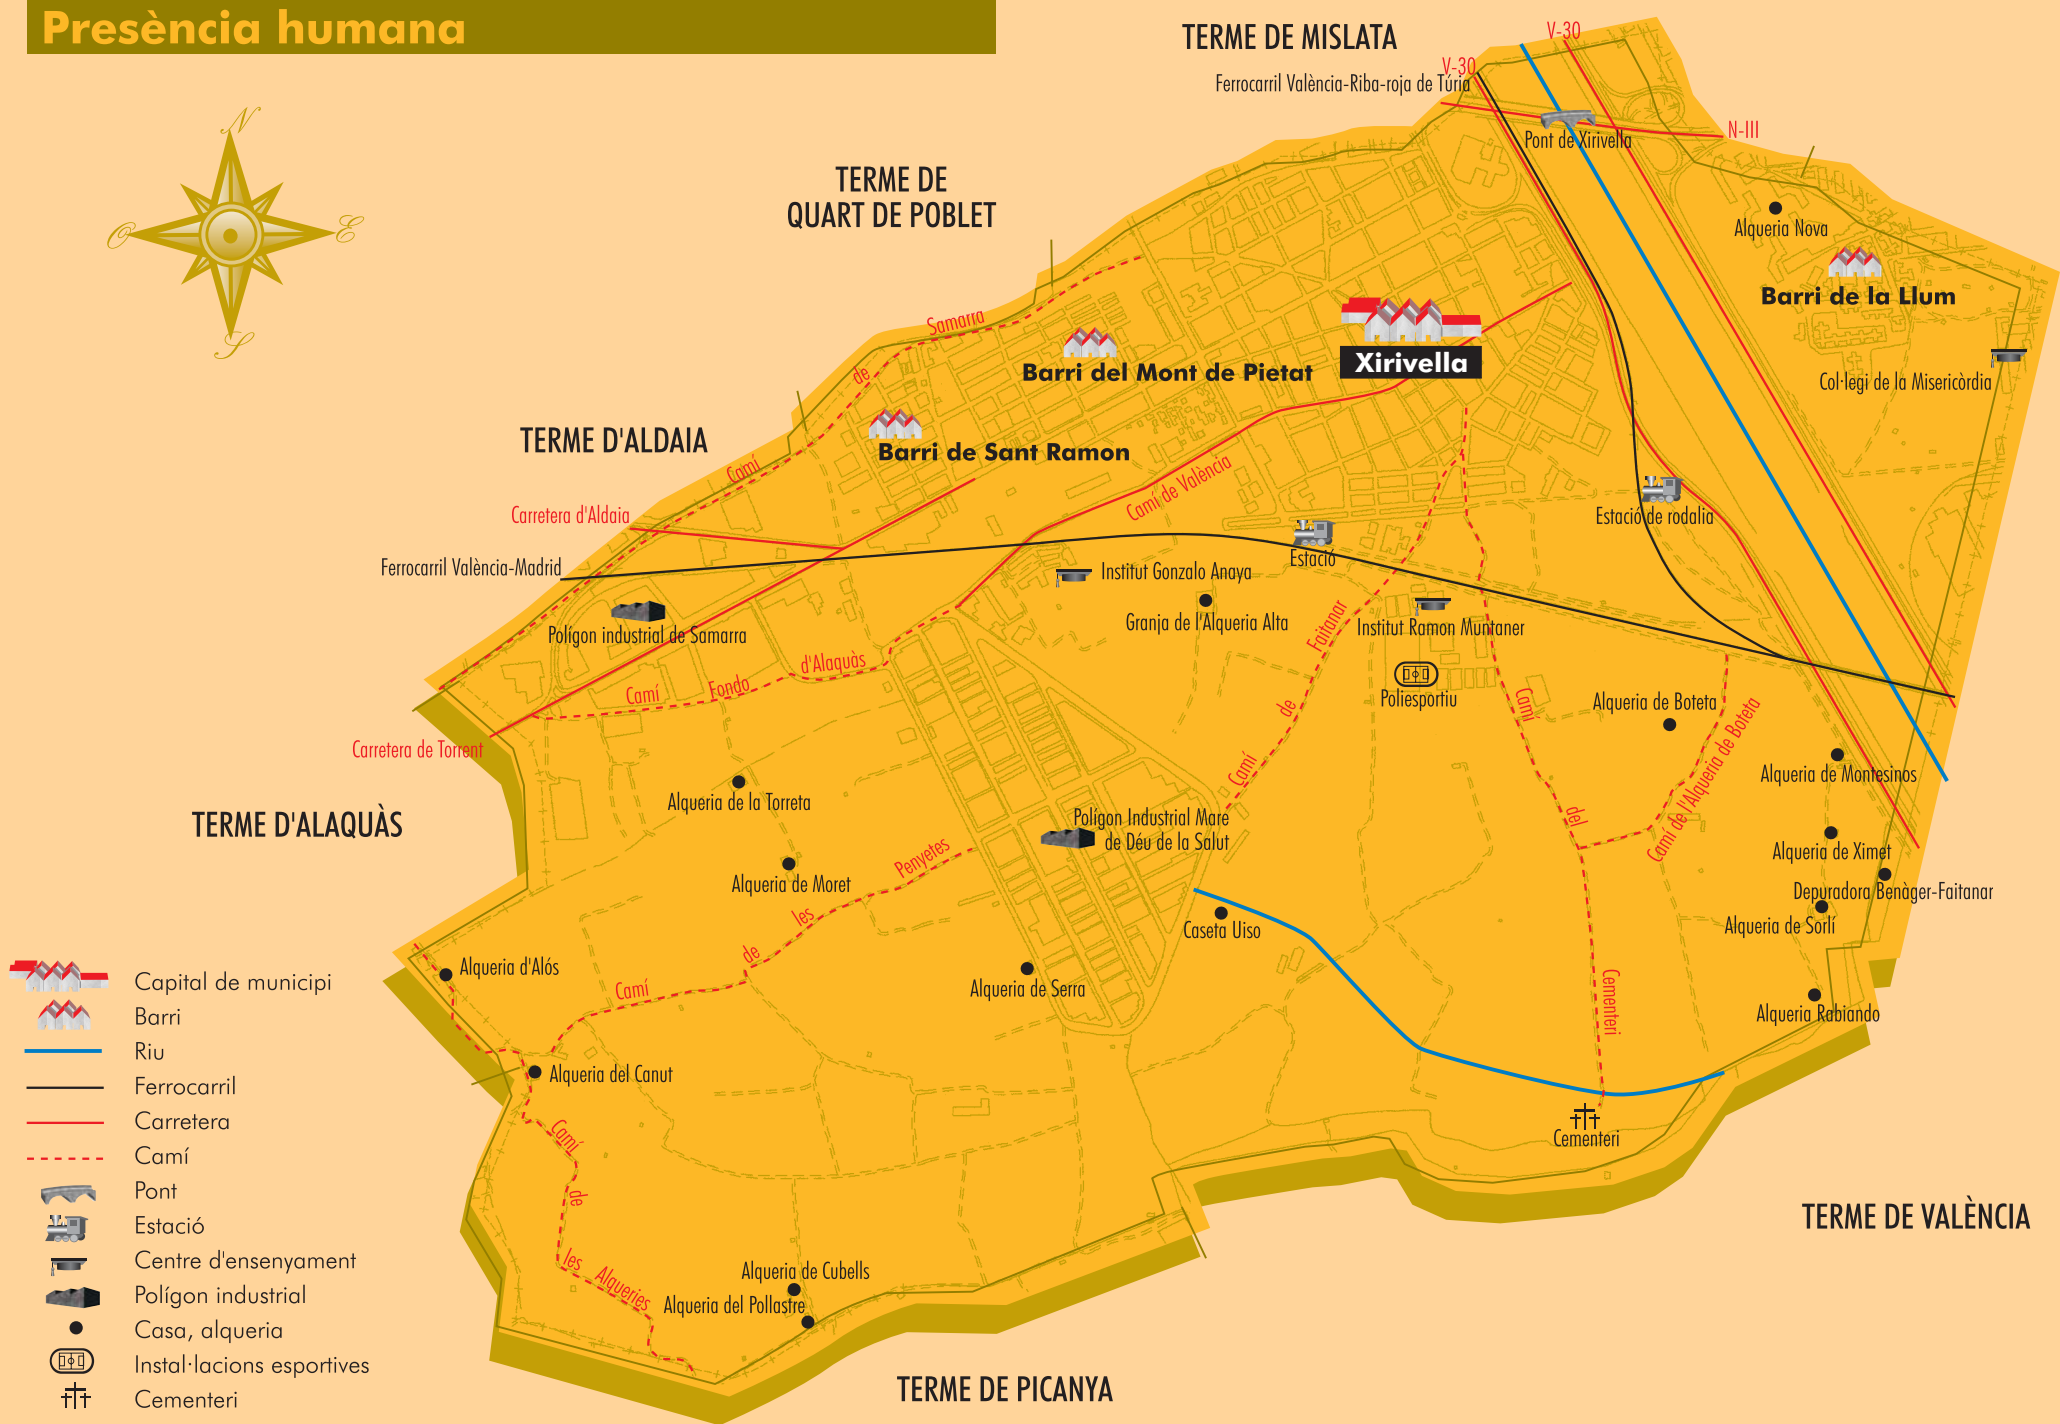 Presència humana
N
O
E
S
TERME DE MISLATA
V-30
V-30
Ferrocarril València-Riba-roja de Túria
N-III
Pont de Xirivella
TERME DE
QUART DE POBLET
Alqueria Nova
Barri de la Llum
Samarra
de
Camí
Barri del Mont de Pietat
Xirivella
Col·legi de la Misericòrdia
TERME D'ALDAIA
Barri de Sant Ramon
Camí de València
Carretera d'Aldaia
Estació de rodalia
Ferrocarril València-Madrid
Estació
Institut Gonzalo Anaya
Granja de l'Alqueria Alta
Polígon industrial de Samarra
Institut Ramon Muntaner
Camí
Fondo
d'Alaquàs
Camí
de
Faitanar
Poliesportiu
Camí
del
Cementeri
Alqueria de Boteta
Camí de l'Alqueria de Boteta
Carretera de Torrent
Alqueria de Montesinos
Alqueria de la Torreta
TERME D'ALAQUÀS
Polígon Industrial Mare
de Déu de la Salut
Alqueria de Ximet
Alqueria de Moret
Depuradora Benàger-Faitanar
Camí
de
les
Penyetes
Caseta Uiso
Alqueria de Sorlí
Alqueria d'Alós
Alqueria de Serra
Alqueria Rabiando
Alqueria del Canut
Cementeri
Camí
de
les
Alqueries
TERME DE VALÈNCIA
Alqueria de Cubells
Alqueria del Pollastre
TERME DE PICANYA
Capital de municipi
Barri
Riu
Ferrocarril
Carretera
Camí
Pont
Estació
Centre d'ensenyament
Polígon industrial
Casa, alqueria
Instal·lacions esportives
Cementeri